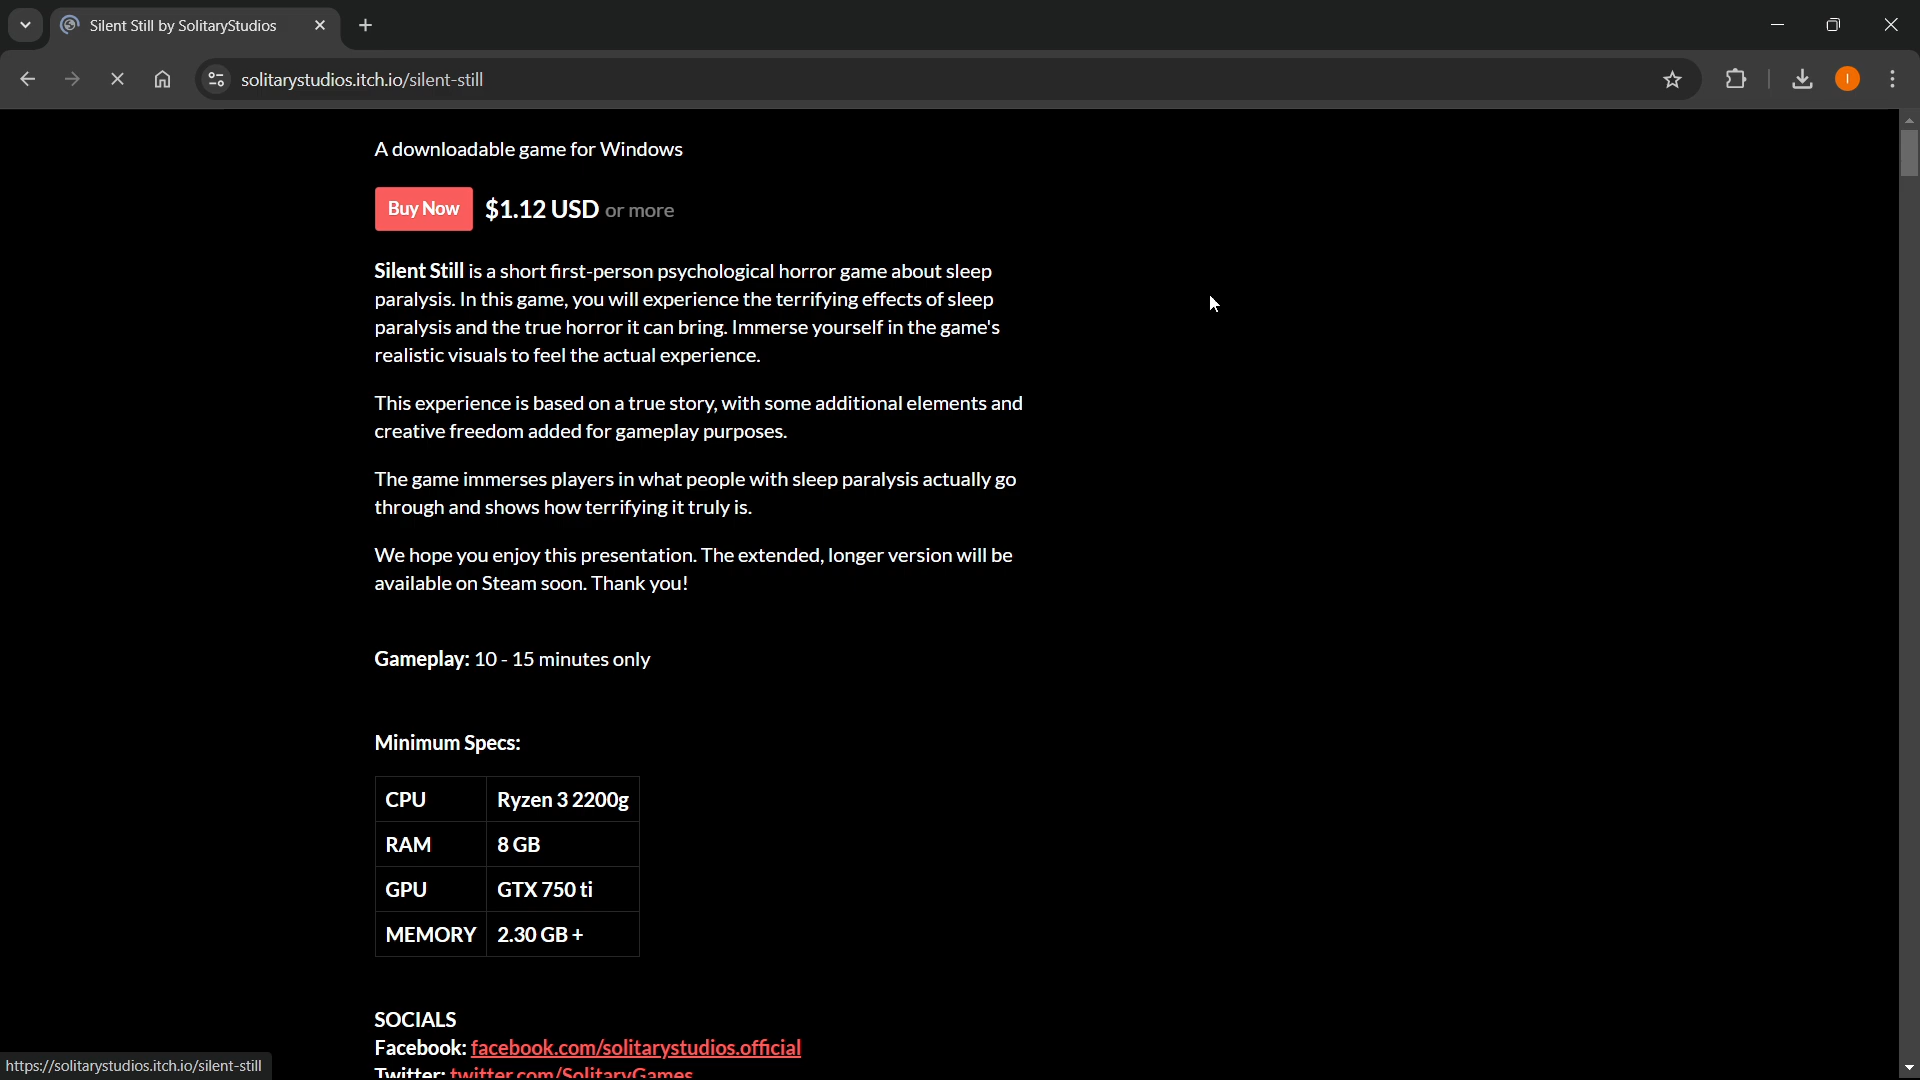 Silent Still by SolitaryStudios
solitarystudios.itch.io/silent-still
I
A downloadable game for Windows
Buy Now $1.12 USD or more
Silent Still is a short first-person psychological horror game about sleep
paralysis. In this game, you will experience the terrifying effects of sleep
paralysis and the true horror it can bring. Immerse yourself in the game's
realistic visuals to feel the actual experience.
This experience is based on a true story, with some additional elements and
creative freedom added for gameplay purposes.
The game immerses players in what people with sleep paralysis actually go
through and shows how terrifying it truly is.
We hope you enjoy this presentation. The extended, longer version will be
available on Steam soon. Thank you!
Gameplay: 10 - 15 minutes only
Minimum Specs:
CPU Ryzen 3 2200g
RAM 8 GB
GPU GTX 750 ti
MEMORY 2.30 GB +
SOCIALS
Facebook: facebook.com/solitarystudios.official
Twitter: twitter.com/SolitaryGames
https://solitarystudios.itch.io/silent-still